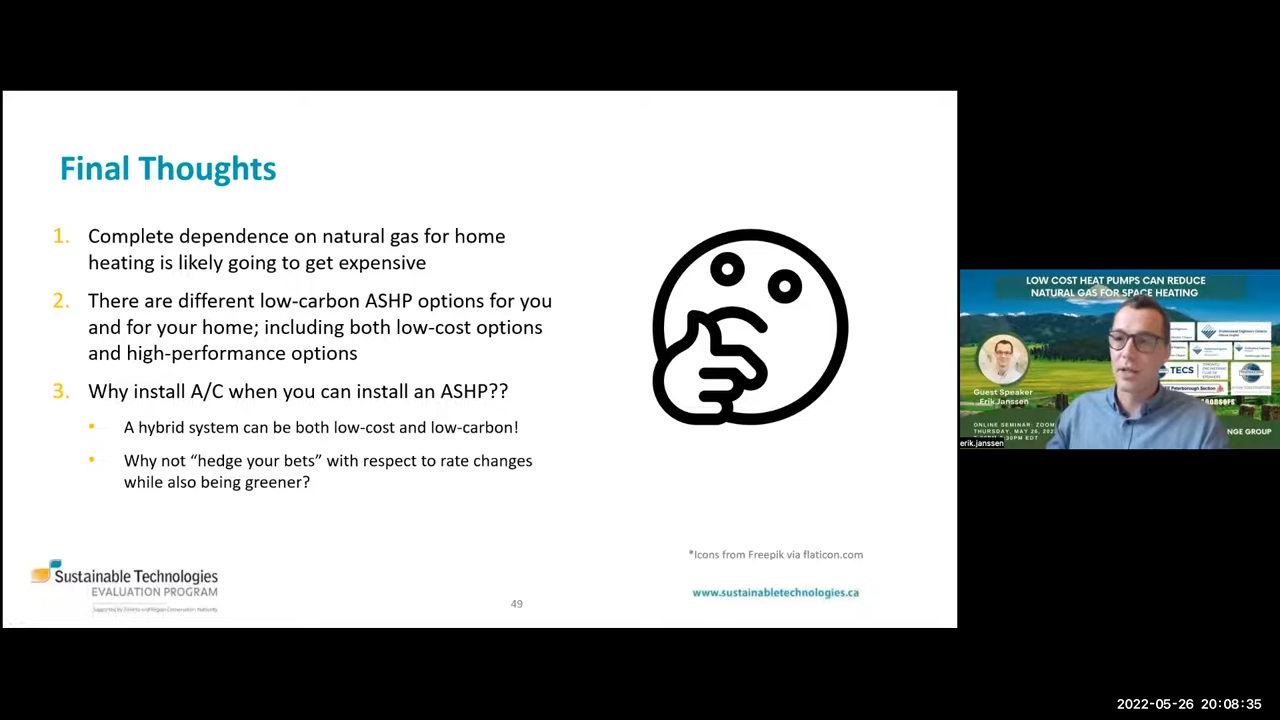 Final Thoughts
1. Complete dependence on natural gas for home
heating is likely going to get expensive
2. There are different low-carbon ASHP options for you
and for your home; including both low-cost options
and high-performance options
3. Why install A/C when you can install an ASHP??
▪ A hybrid system can be both low-cost and low-carbon!
▪ Why not “hedge your bets” with respect to rate changes
while also being greener?
*Icons from Freepik via flaticon.com
www.sustainabletechnologies.ca
Sustainable Technologies
EVALUATION PROGRAM
49
LOW COST HEAT PUMPS CAN REDUCE
NATURAL GAS FOR SPACE HEATING
Guest Speaker
Erik Janssen
TECS
Peterborough Section
ONLINE SEMINAR: ZOOM
THURSDAY, MAY 26,
NGE GROUP
erik.janssen
2022-05-26 20:08:35